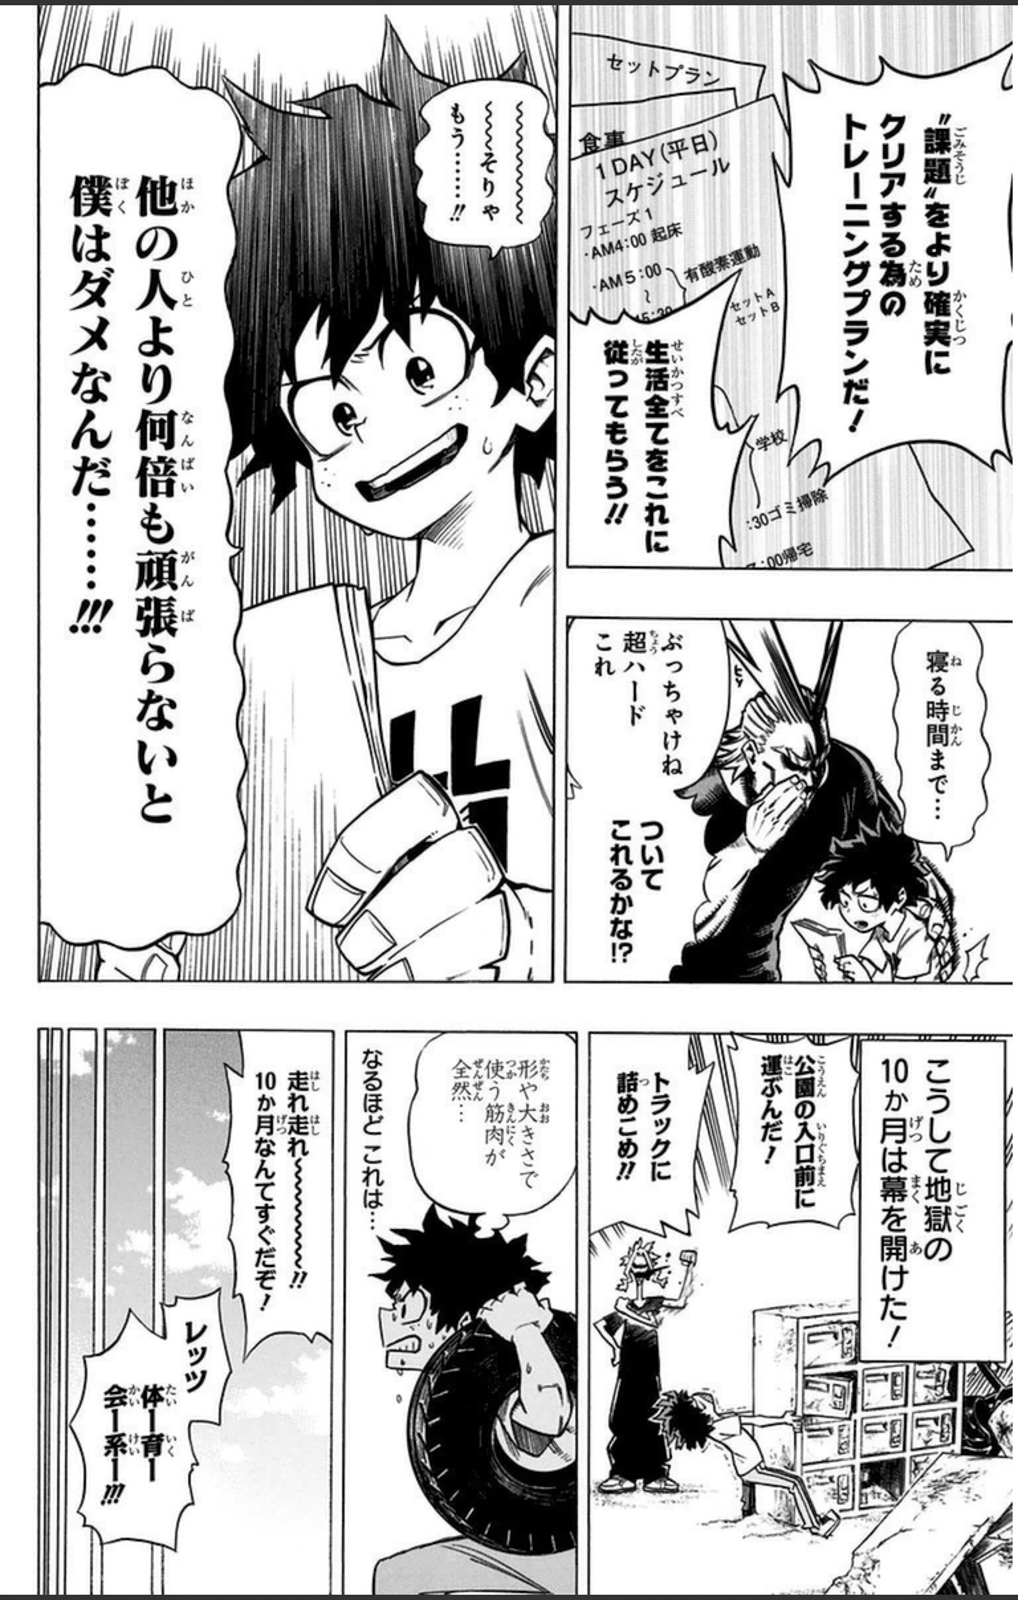 “課題”をより確実に
クリアする為の
トレーニングプランだ！
セットプラン
食事
1DAY(平日)
スケジュール
フェーズ1
・AM4:00 起床
・AM5:00
〜
有酸素運動
セットA
セットB
学校
:30ゴミ掃除
:00帰宅
生活全てをこれに
従ってもらう!!
〜〜〜そりゃ
もう……!!
他の人より何倍も頑張らないと
僕はダメなんだ………!!!
寝る時間まで…
ぶっちゃけね
超ハード
これ
ついて
これるかな!?
こうして地獄の
10か月は幕を開けた！
公園の入口前に
運ぶんだ！
トラックに
詰めこめ!!
形や大きさで
使う筋肉が
全然…
なるほど これは…
走れ走れ〜〜〜〜!!
10か月なんてすぐだぞ！
レッツ
体ー育ー
会ー系ー!!!